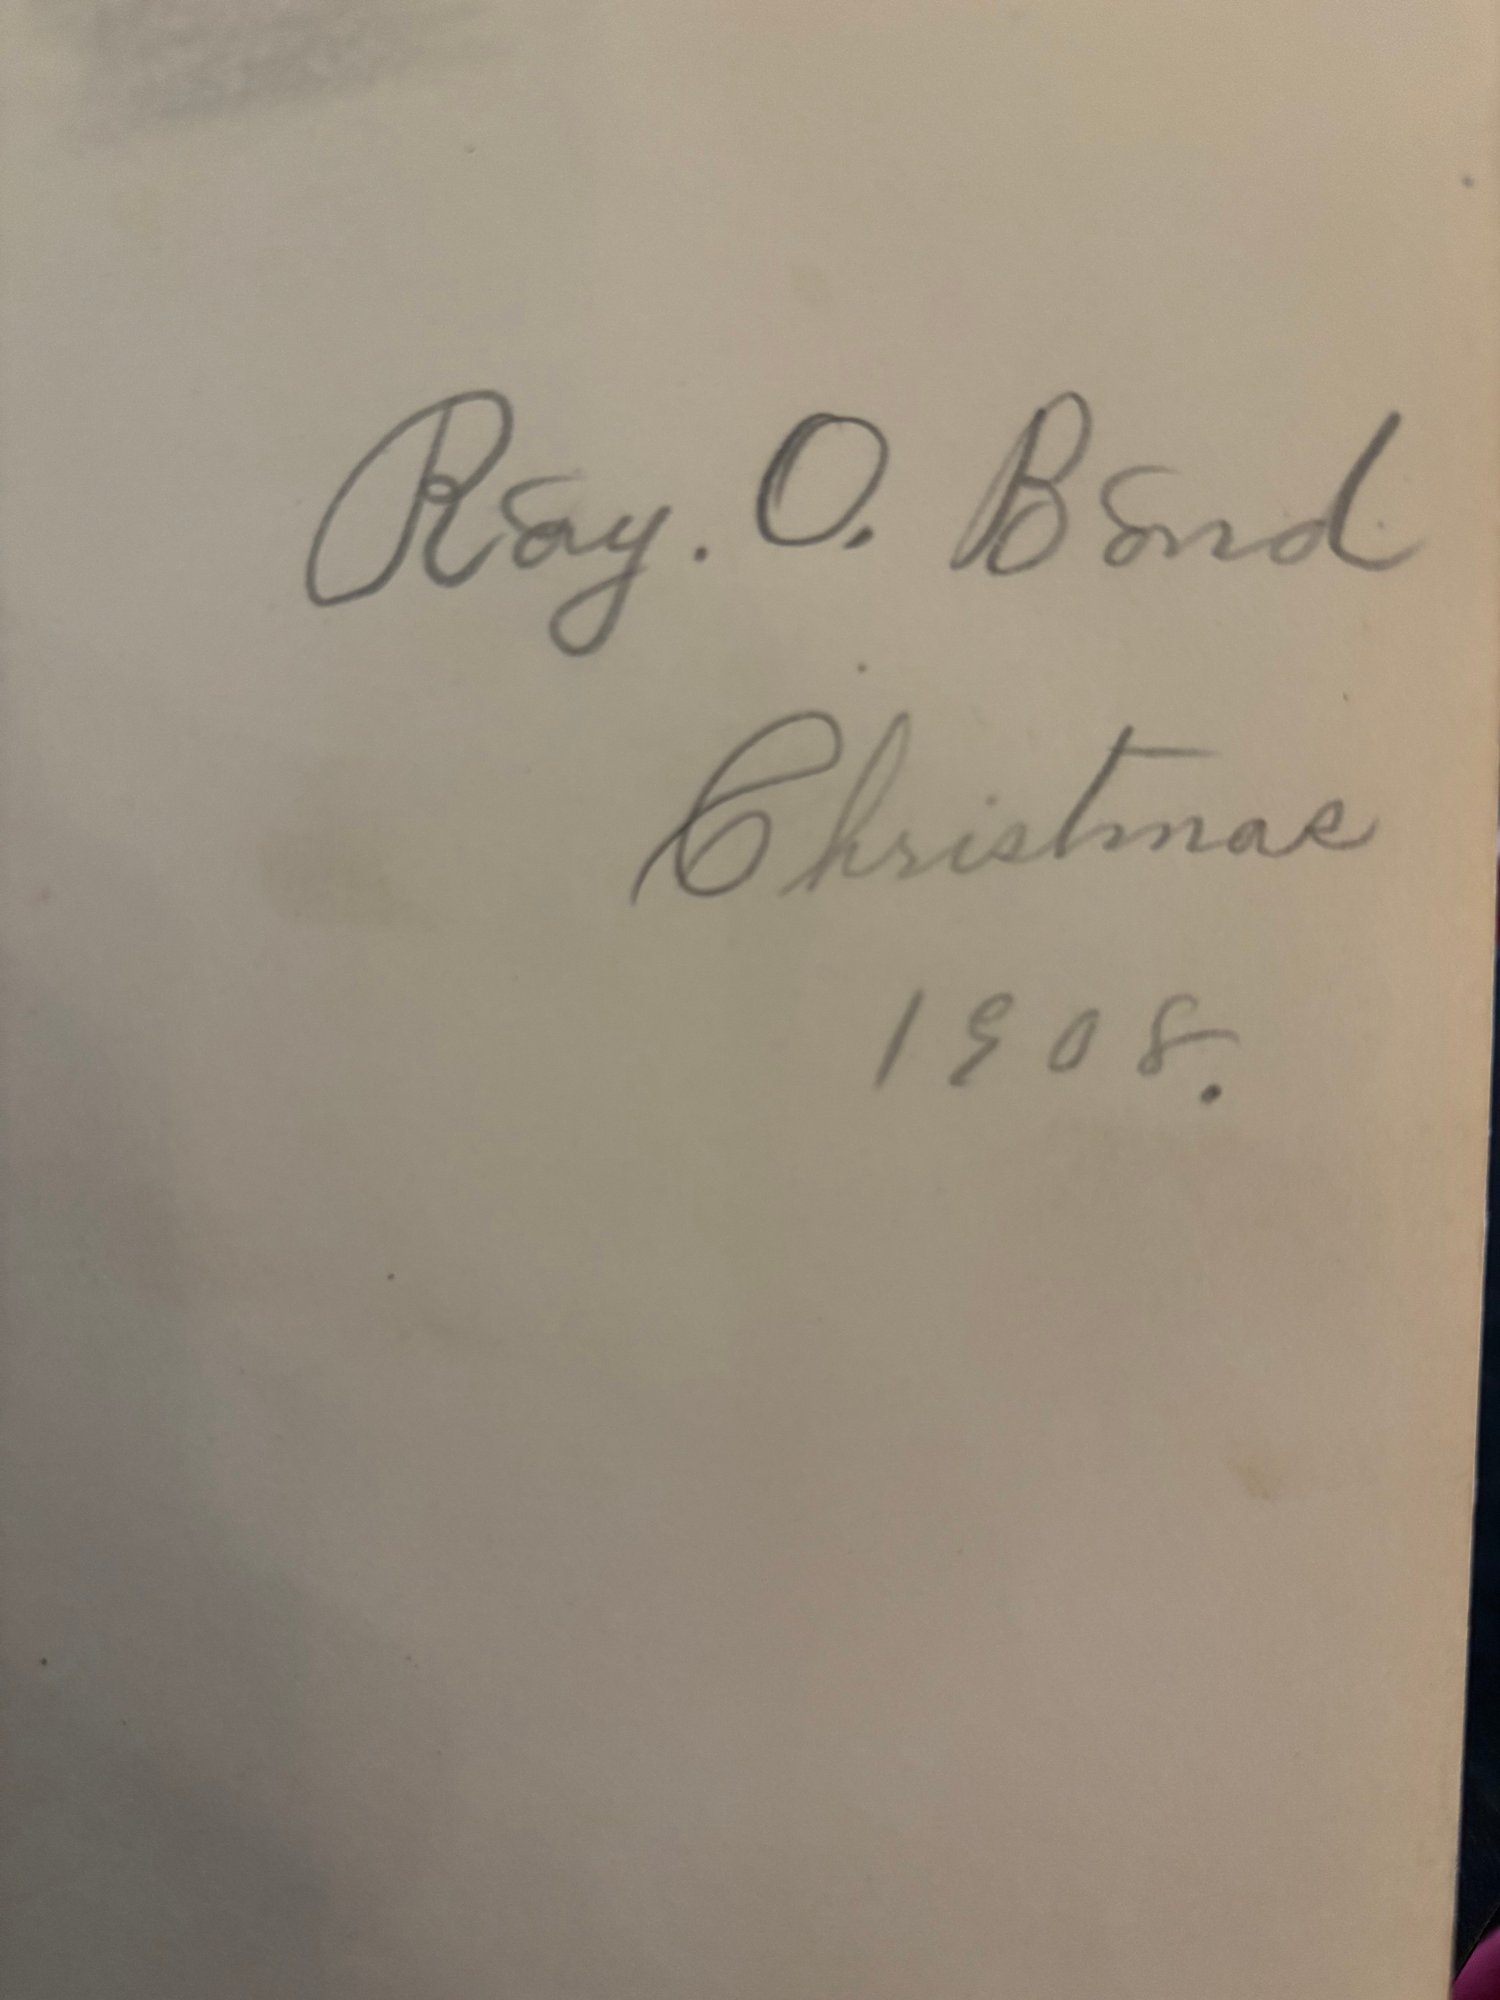 Ray. O. Bond
Christmas
1908.